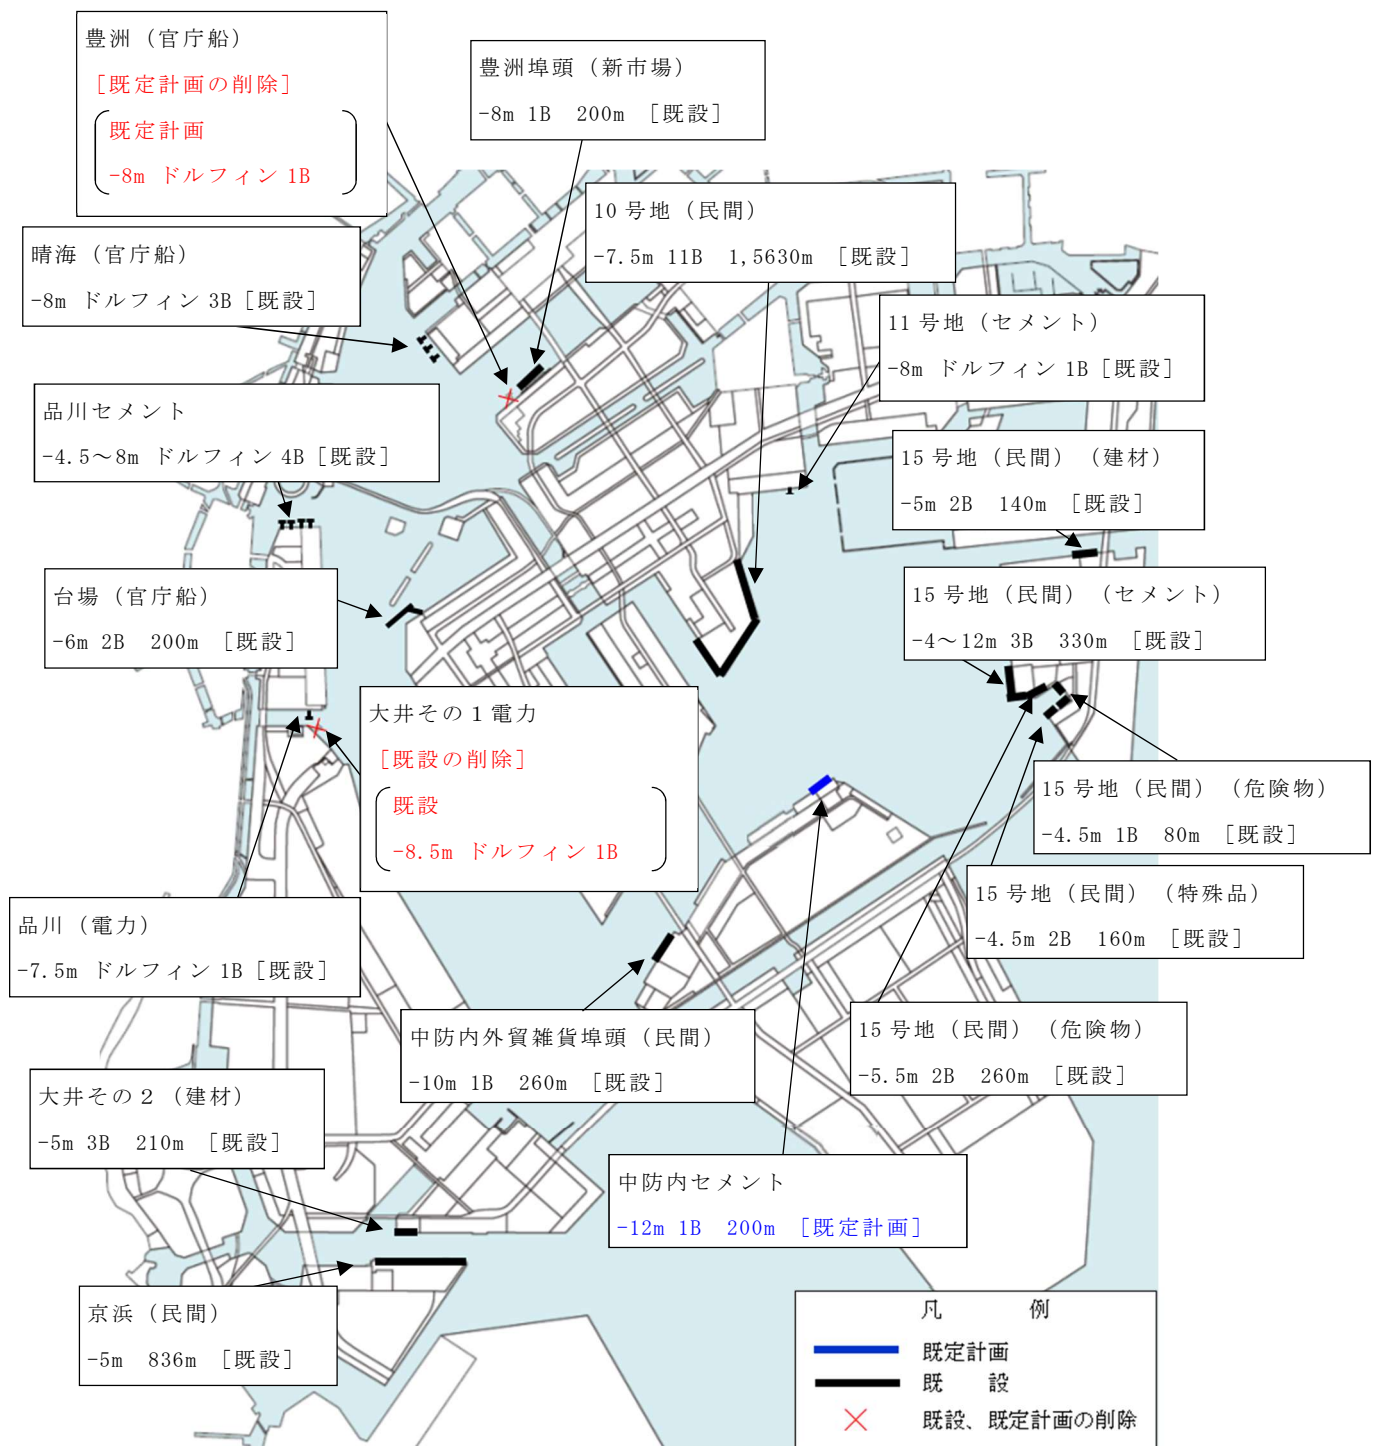 豊洲（官庁船）
［既定計画の削除］
既定計画
-8m ドルフィン 1B
豊洲埠頭（新市場）
-8m 1B 200m ［既設］
10 号地（民間）
-7.5m 11B 1,5630m ［既設］
晴海（官庁船）
-8m ドルフィン 3B［既設］
11 号地（セメント）
-8m ドルフィン 1B［既設］
品川セメント
-4.5～8m ドルフィン 4B［既設］
15 号地（民間）（建材）
-5m 2B 140m ［既設］
台場（官庁船）
-6m 2B 200m ［既設］
15 号地（民間）（セメント）
-4～12m 3B 330m ［既設］
大井その１電力
［既設の削除］
既設
-8.5m ドルフィン 1B
15 号地（民間）（危険物）
-4.5m 1B 80m ［既設］
15 号地（民間）（特殊品）
-4.5m 2B 160m ［既設］
品川（電力）
-7.5m ドルフィン 1B［既設］
中防内外貿雑貨埠頭（民間）
-10m 1B 260m ［既設］
15 号地（民間）（危険物）
-5.5m 2B 260m ［既設］
大井その２（建材）
-5m 3B 210m ［既設］
中防内セメント
-12m 1B 200m ［既定計画］
京浜（民間）
-5m 836m ［既設］
凡 例
既定計画
既 設
既設、既定計画の削除